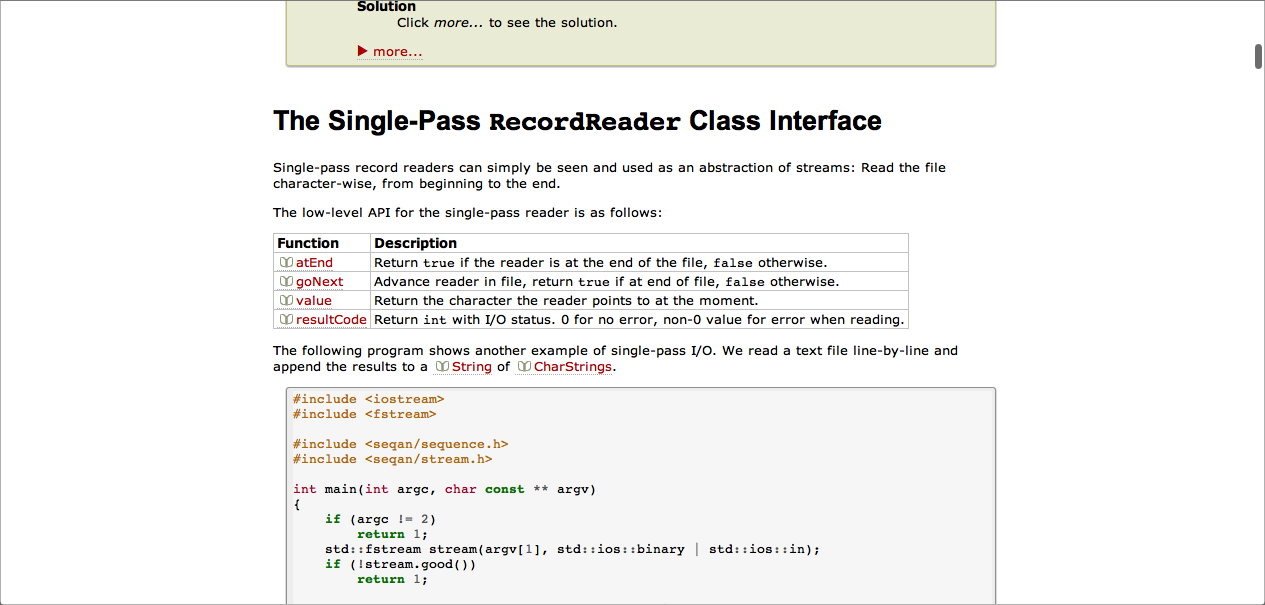 Solution
Click more... to see the solution.
▶ more...
The Single-Pass RecordReader Class Interface
Single-pass record readers can simply be seen and used as an abstraction of streams: Read the file
character-wise, from beginning to the end.
The low-level API for the single-pass reader is as follows:
Function Description
atEnd Return true if the reader is at the end of the file, false otherwise.
goNext Advance reader in file, return true if at end of file, false otherwise.
value Return the character the reader points to at the moment.
resultCode Return int with I/O status. 0 for no error, non-0 value for error when reading.
The following program shows another example of single-pass I/O. We read a text file line-by-line and
append the results to a String of CharStrings.
#include <iostream>
#include <fstream>
#include <seqan/sequence.h>
#include <seqan/stream.h>
int main(int argc, char const ** argv)
{
    if (argc != 2)
        return 1;
    std::fstream stream(argv[1], std::ios::binary | std::ios::in);
    if (!stream.good())
        return 1;